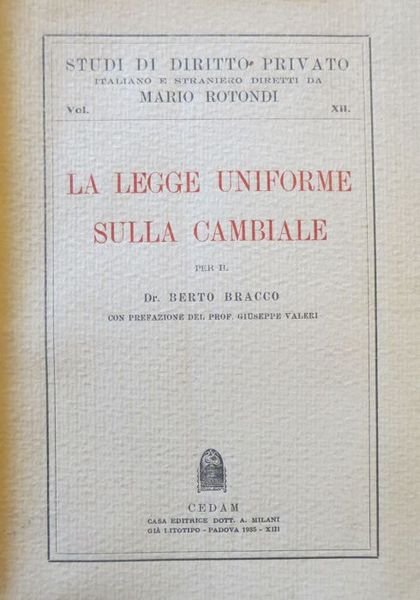 STUDI DI DIRITTO PRIVATO
ITALIANO E STRANIERO DIRETTI DA
MARIO ROTONDI
Vol. XII.
LA LEGGE UNIFORME
SULLA CAMBIALE
PER IL
Dr. BERTO BRACCO
CON PREFAZIONE DEL PROF. GIUSEPPE VALERI
CEDAM
CASA EDITRICE DOTT. A. MILANI
GIÀ LITOTIPO - PADOVA 1935 - XIII